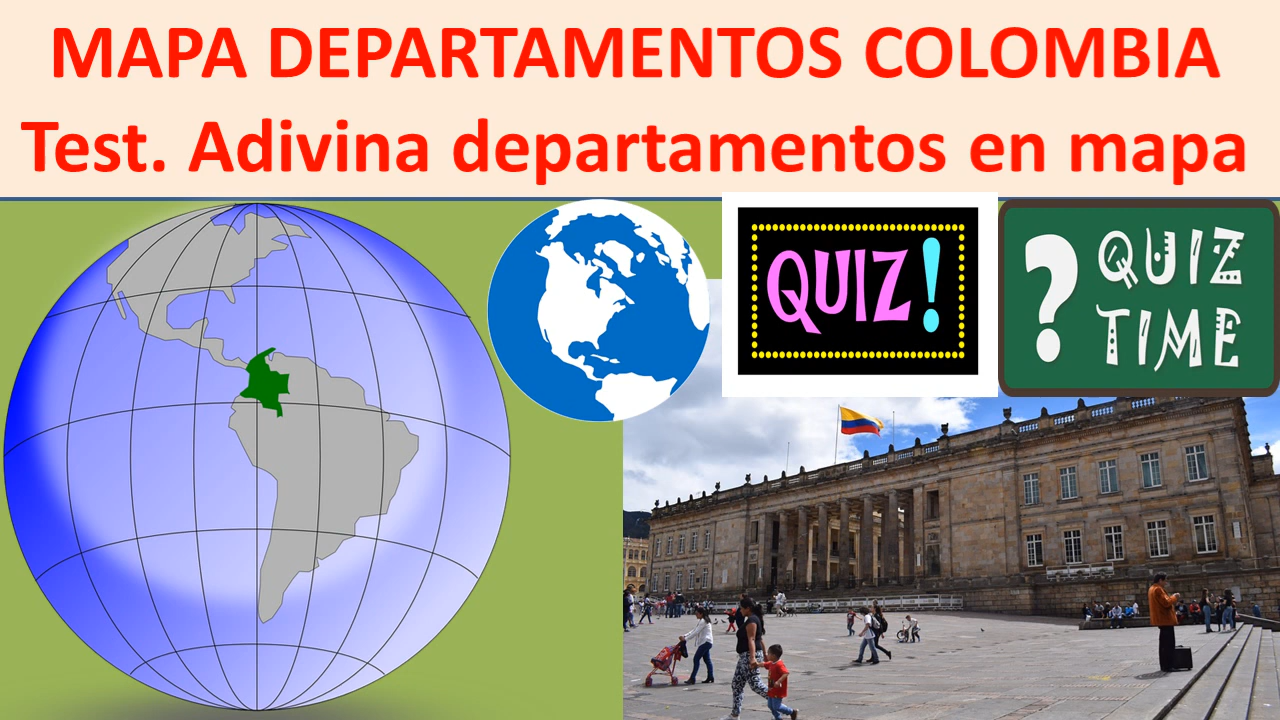 MAPA DEPARTAMENTOS COLOMBIA
Test. Adivina departamentos en mapa
QUIZ!
? QUIZ
TIME